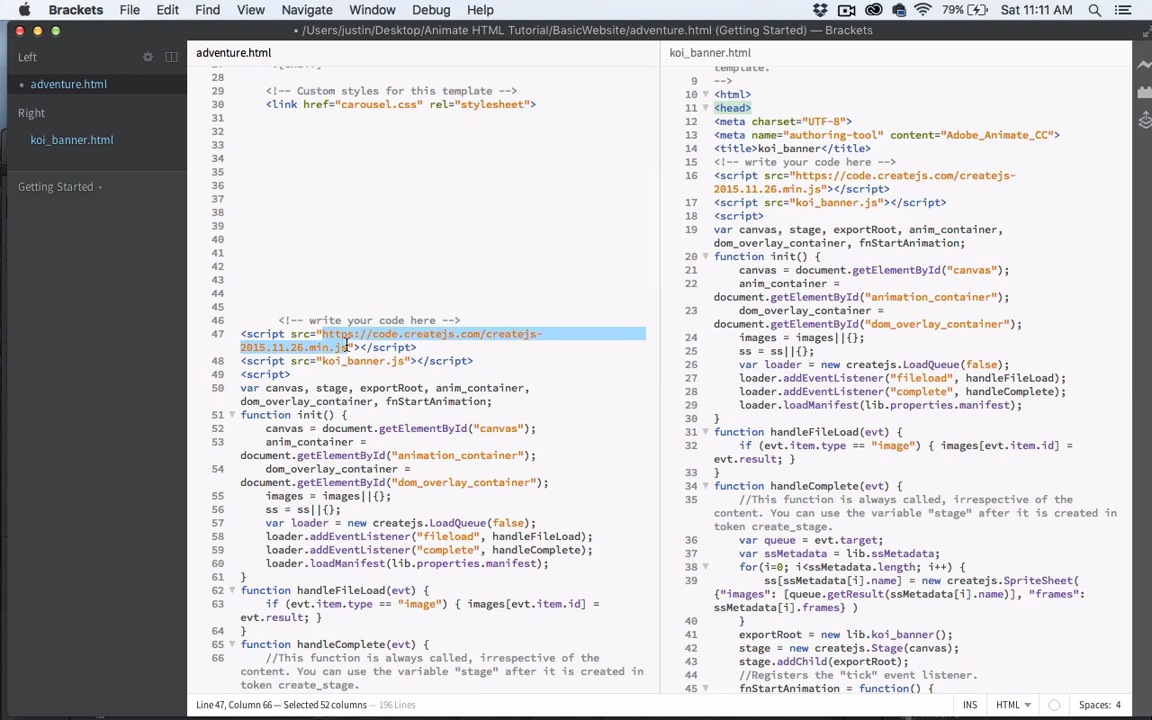 Brackets File Edit Find View Navigate Window Debug Help 79% Sat 11:11 AM
• /Users/justin/Desktop/Animate HTML Tutorial/BasicWebsite/adventure.html (Getting Started) — Brackets
Left
• adventure.html
Right
koi_banner.html
Getting Started
adventure.html
28
29 <!-- Custom styles for this template -->
30 <link href="carousel.css" rel="stylesheet">
31
32
33
34
35
36
37
38
39
40
41
42
43
44
45
46 <!-- write your code here -->
47 <script src="https://code.createjs.com/createjs-
2015.11.26.min.js"></script>
48 <script src="koi_banner.js"></script>
49 <script>
50 var canvas, stage, exportRoot, anim_container,
dom_overlay_container, fnStartAnimation;
51 function init() {
52 canvas = document.getElementById("canvas");
53 anim_container =
document.getElementById("animation_container");
54 dom_overlay_container =
document.getElementById("dom_overlay_container");
55 images = images||{};
56 ss = ss||{};
57 var loader = new createjs.LoadQueue(false);
58 loader.addEventListener("fileload", handleFileLoad);
59 loader.addEventListener("complete", handleComplete);
60 loader.loadManifest(lib.properties.manifest);
61 }
62 function handleFileLoad(evt) {
63 if (evt.item.type == "image") { images[evt.item.id] =
evt.result; }
64 }
65 function handleComplete(evt) {
66 //This function is always called, irrespective of the
content. You can use the variable "stage" after it is created in
token create_stage.
koi_banner.html
template.
9 -->
10 <html>
11 <head>
12 <meta charset="UTF-8">
13 <meta name="authoring-tool" content="Adobe_Animate_CC">
14 <title>koi_banner</title>
15 <!-- write your code here -->
16 <script src="https://code.createjs.com/createjs-
2015.11.26.min.js"></script>
17 <script src="koi_banner.js"></script>
18 <script>
19 var canvas, stage, exportRoot, anim_container,
dom_overlay_container, fnStartAnimation;
20 function init() {
21 canvas = document.getElementById("canvas");
22 anim_container =
document.getElementById("animation_container");
23 dom_overlay_container =
document.getElementById("dom_overlay_container");
24 images = images||{};
25 ss = ss||{};
26 var loader = new createjs.LoadQueue(false);
27 loader.addEventListener("fileload", handleFileLoad);
28 loader.addEventListener("complete", handleComplete);
29 loader.loadManifest(lib.properties.manifest);
30 }
31 function handleFileLoad(evt) {
32 if (evt.item.type == "image") { images[evt.item.id] =
evt.result; }
33 }
34 function handleComplete(evt) {
35 //This function is always called, irrespective of the
content. You can use the variable "stage" after it is created in
token create_stage.
36 var queue = evt.target;
37 var ssMetadata = lib.ssMetadata;
38 for(i=0; i<ssMetadata.length; i++) {
39 ss[ssMetadata[i].name] = new createjs.SpriteSheet(
{"images": [queue.getResult(ssMetadata[i].name)], "frames":
ssMetadata[i].frames} )
40 }
41 exportRoot = new lib.koi_banner();
42 stage = new createjs.Stage(canvas);
43 stage.addChild(exportRoot);
44 //Registers the "tick" event listener.
45 fnStartAnimation = function() {
Line 47, Column 66 — Selected 52 columns — 196 Lines
INS HTML Spaces: 4